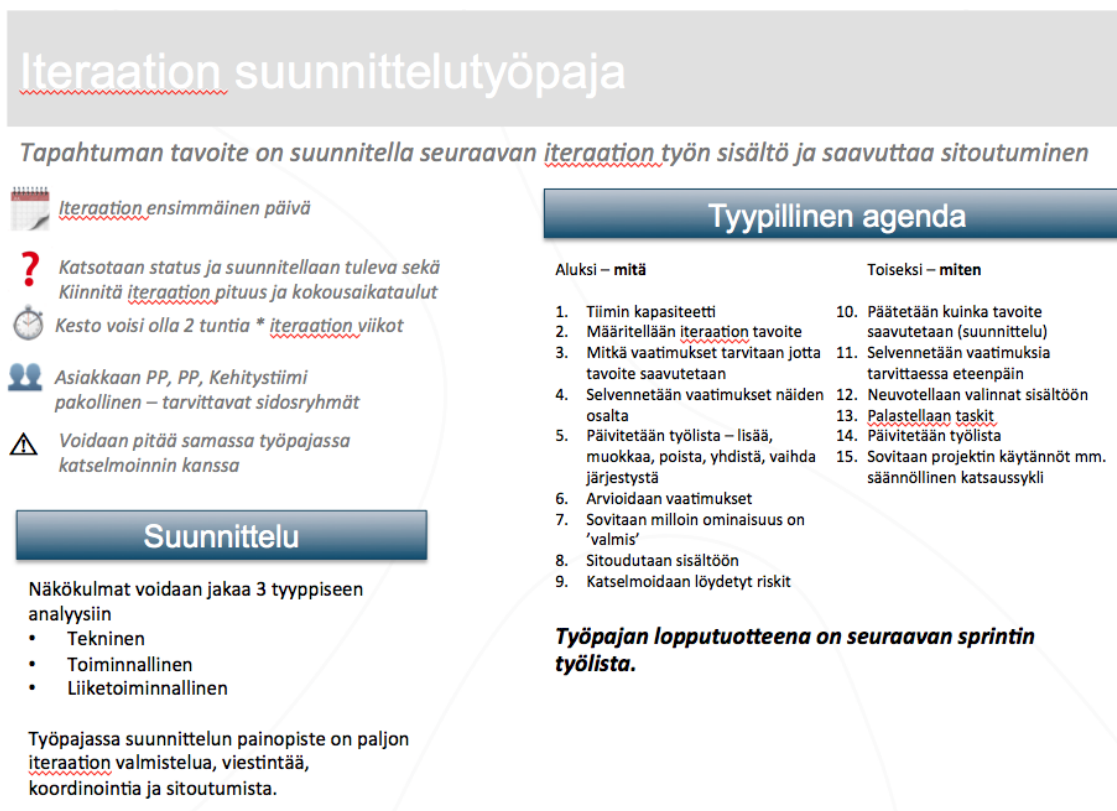 Iteraation suunnittelutyöpaja
Tapahtuman tavoite on suunnitella seuraavan iteraation työn sisältö ja saavuttaa sitoutuminen
Iteraation ensimmäinen päivä
Katsotaan status ja suunnitellaan tuleva sekä
Kiinnitä iteraation pituus ja kokousaikataulut
Kesto voisi olla 2 tuntia * iteraation viikot
Asiakkaan PP, PP, Kehitystiimi
pakollinen – tarvittavat sidosryhmät
Voidaan pitää samassa työpajassa
katselmoinnin kanssa
Suunnittelu
Näkökulmat voidaan jakaa 3 tyyppiseen
analyysiin
• Tekninen
• Toiminnallinen
• Liiketoiminnallinen
Työpajassa suunnittelun painopiste on paljon
iteraation valmistelua, viestintää,
koordinointia ja sitoutumista.
Tyypillinen agenda
Aluksi – mitä
1. Tiimin kapasiteetti
2. Määritellään iteraation tavoite
3. Mitkä vaatimukset tarvitaan jotta
tavoite saavutetaan
4. Selvennetään vaatimukset näiden
osalta
5. Päivitetään työlista – lisää,
muokkaa, poista, yhdistä, vaihda
järjestystä
6. Arvioidaan vaatimukset
7. Sovitaan milloin ominaisuus on
’valmis’
8. Sitoudutaan sisältöön
9. Katselmoidaan löydetyt riskit
Toiseksi – miten
10. Päätetään kuinka tavoite
saavutetaan (suunnittelu)
11. Selvennetään vaatimuksia
tarvittaessa eteenpäin
12. Neuvotellaan valinnat sisältöön
13. Palastellaan taskit
14. Päivitetään työlista
15. Sovitaan projektin käytännöt mm.
säännöllinen katsaussykli
Työpajan lopputuotteena on seuraavan sprintin
työlista.